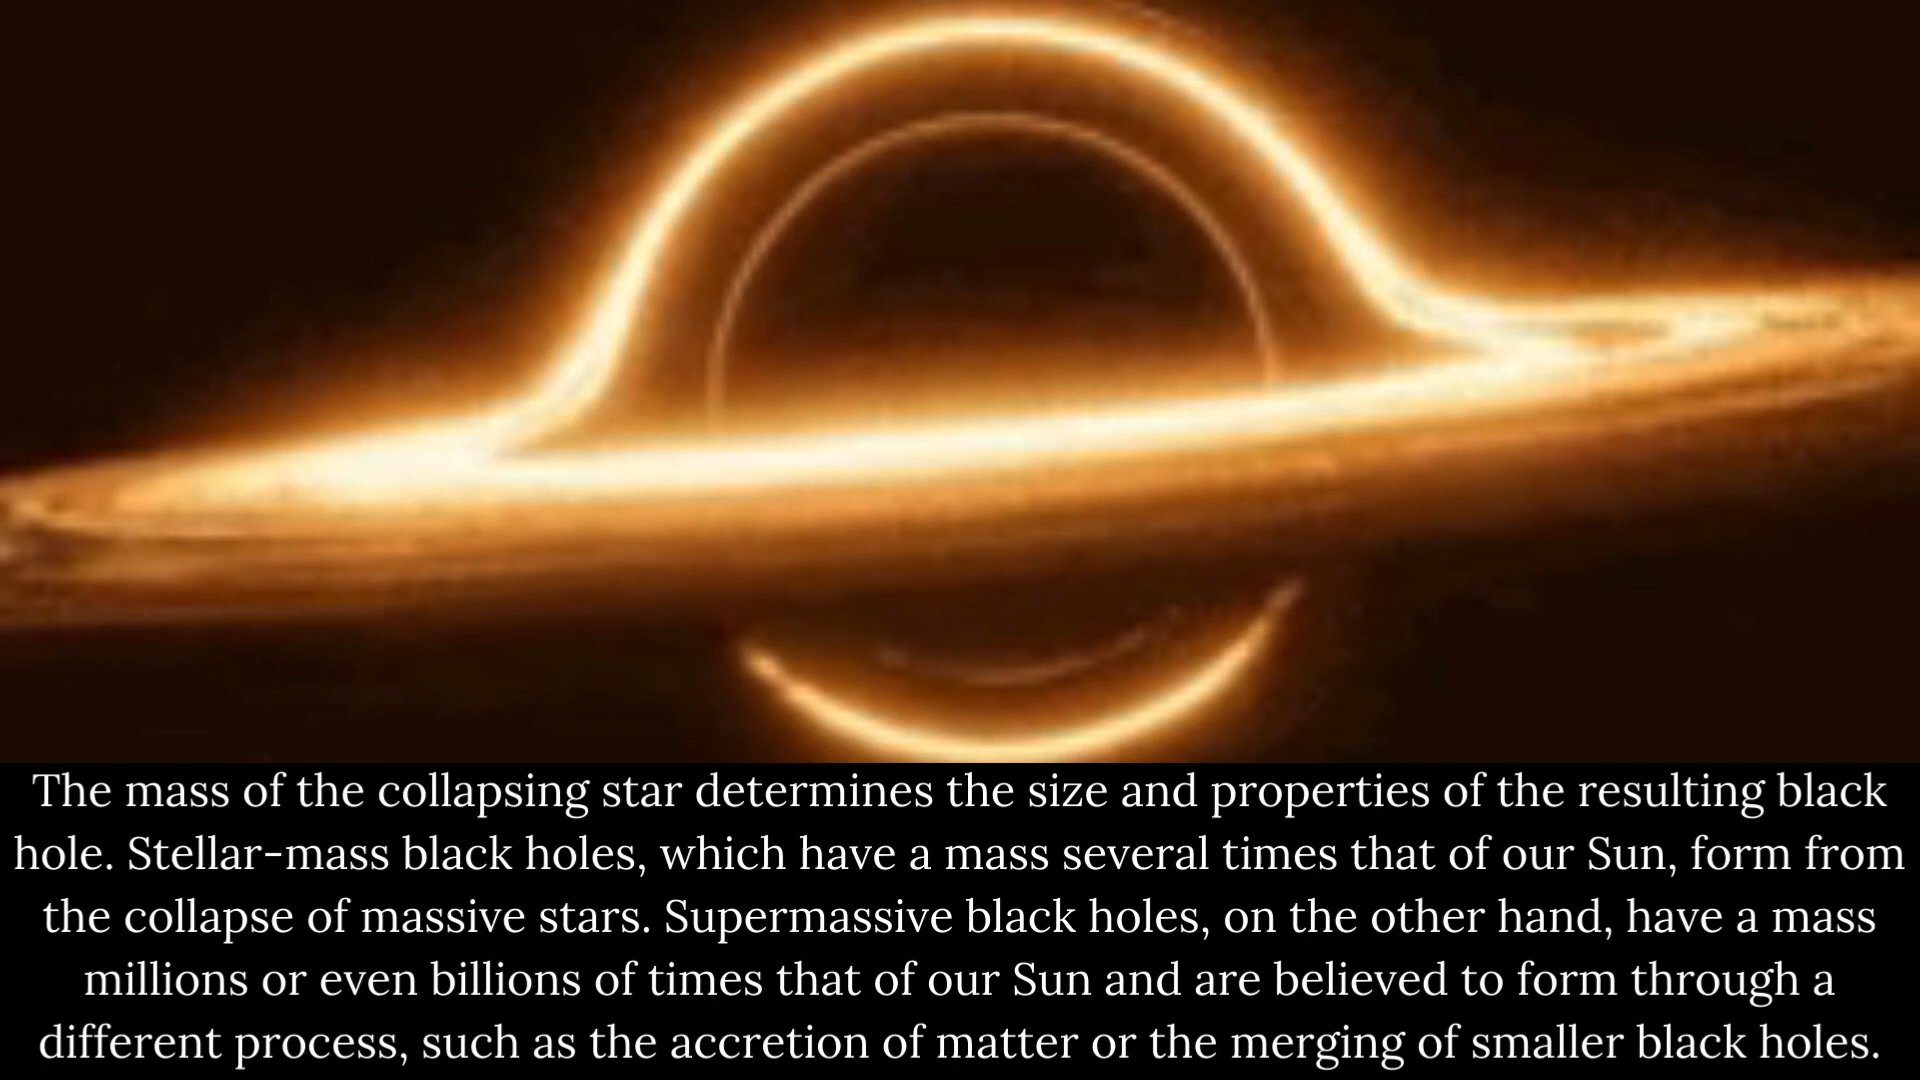 The mass of the collapsing star determines the size and properties of the resulting black
hole. Stellar-mass black holes, which have a mass several times that of our Sun, form from
the collapse of massive stars. Supermassive black holes, on the other hand, have a mass
millions or even billions of times that of our Sun and are believed to form through a
different process, such as the accretion of matter or the merging of smaller black holes.